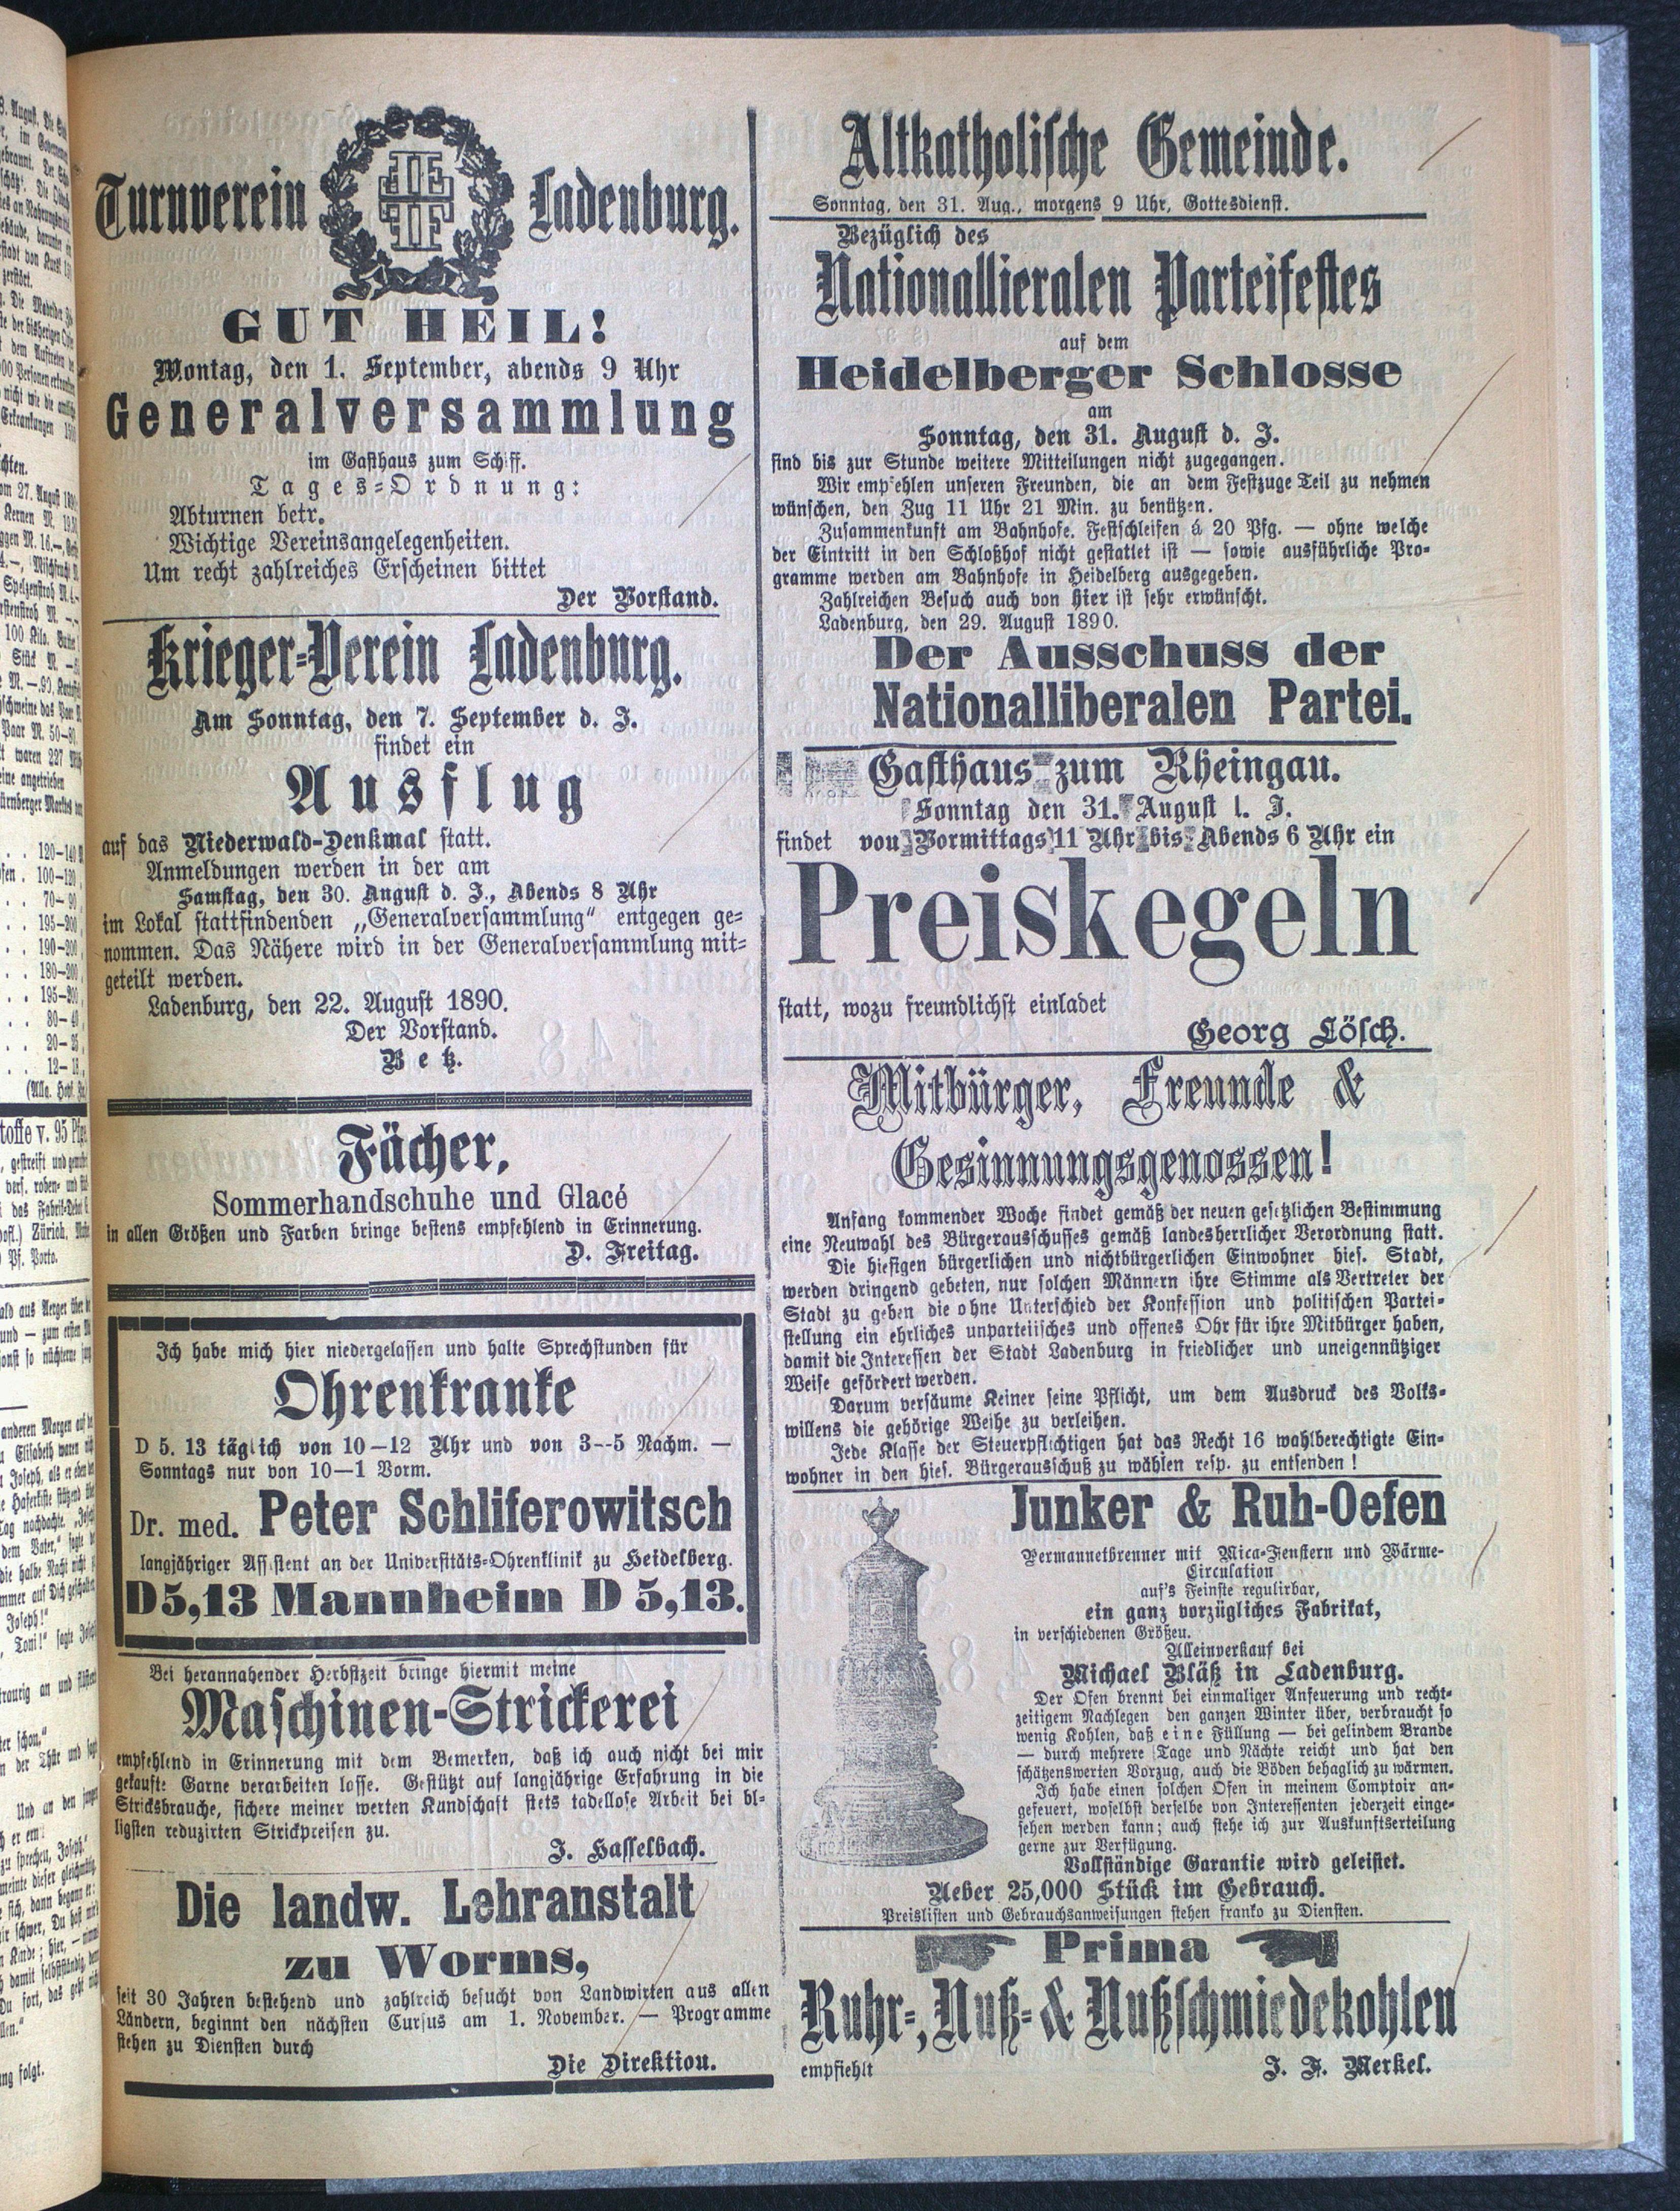 Turnverein Ladenburg.
GUT HEIL!
Montag, den 1. September, abends 9 Uhr
Generalversammlung
im Gasthaus zum Schiff.
Tages-Ordnung:
Abturnen betr.
Wichtige Vereinsangelegenheiten.
Um recht zahlreiches Erscheinen bittet
Der Vorstand.
Krieger-Verein Ladenburg.
Am Sonntag, den 7. September d. J.
findet ein
Ausflug
auf das Niederwald-Denkmal statt.
Anmeldungen werden in der am
Samstag, den 30. August d. J., Abends 8 Uhr
im Lokal stattfindenden „Generalversammlung" entgegen ge-
nommen. Das Nähere wird in der Generalversammlung mit-
geteilt werden.
Ladenburg, den 22. August 1890.
Der Vorstand.
Betz.
Fächer,
Sommerhandschuhe und Glacé
in allen Größen und Farben bringe bestens empfehlend in Erinnerung.
D. Freitag.
Ich habe mich hier niedergelassen und halte Sprechstunden für
Ohrenkranke
D 5. 13 täglich von 10—12 Uhr und von 3--5 Nachm. —
Sonntags nur von 10—1 Vorm.
Dr. med. Peter Schliferowitsch
langjähriger Assistent an der Universitäts-Ohrenklinik zu Heidelberg.
D 5,13 Mannheim D 5,13.
Bei herannahender Herbstzeit bringe hiermit meine
Maschinen-Strickerei
empfehlend in Erinnerung mit dem Bemerken, daß ich auch nicht bei mir
gekaufte Garne verarbeiten lasse. Gestützt auf langjährige Erfahrung in die
Stricksbrauche, sichere meiner werten Kundschaft stets tadellose Arbeit bei bl-
ligsten reduzirten Strickpreisen zu.
J. Hasselbach.
Die landw. Lehranstalt
zu Worms,
seit 30 Jahren bestehend und zahlreich besucht von Landwirten aus allen
Ländern, beginnt den nächsten Cursus am 1. November. — Programme
stehen zu Diensten durch
Die Direktion.
Altkatholische Gemeinde.
Sonntag, den 31. Aug., morgens 9 Uhr, Gottesdienst.
Bezüglich des
Nationallieralen Parteifestes
auf dem
Heidelberger Schlosse
am
Sonntag, den 31. August d. J.
sind bis zur Stunde weitere Mitteilungen nicht zugegangen.
Wir empfehlen unseren Freunden, die an dem Festzuge Teil zu nehmen
wünschen, den Zug 11 Uhr 21 Min. zu benützen.
Zusammenkunft am Bahnhofe. Festschleifen á 20 Pfg. — ohne welche
der Eintritt in den Schloßhof nicht gestattet ist — sowie ausführliche Pro-
gramme werden am Bahnhofe in Heidelberg ausgegeben.
Zahlreichen Besuch auch von hier ist sehr erwünscht.
Ladenburg, den 29. August 1890.
Der Ausschuss der
Nationalliberalen Partei.
Gasthaus zum Rheingau.
Sonntag den 31. August l. J.
findet von Vormittags 11 Uhr bis Abends 6 Uhr ein
Preiskegeln
statt, wozu freundlichst einladet
Georg Lösch.
Mitbürger, Freunde &
Gesinnungsgenossen!
Anfang kommender Woche findet gemäß der neuen gesetzlichen Bestimmung
eine Neuwahl des Bürgerausschusses gemäß landesherrlicher Verordnung statt.
Die hiesigen bürgerlichen und nichtbürgerlichen Einwohner hies. Stadt,
werden dringend gebeten, nur solchen Männern ihre Stimme als Vertreter der
Stadt zu geben die ohne Unterschied der Konfession und politischen Partei-
stellung ein ehrliches unparteiisches und offenes Ohr für ihre Mitbürger haben,
damit die Interessen der Stadt Ladenburg in friedlicher und uneigennütziger
Weise gefördert werden.
Darum versäume Keiner seine Pflicht, um dem Ausdruck des Volks-
willens die gehörige Weihe zu verleihen.
Jede Klasse der Steuerpflichtigen hat das Recht 16 wahlberechtigte Ein-
wohner in den hies. Bürgerausschuß zu wählen resp. zu entsenden!
Junker & Ruh-Oefen
Permannetbrenner mit Mica-Fenstern und Wärme-
Circulation
auf's Feinste regulirbar,
ein ganz vorzügliches Fabrikat,
in verschiedenen Größen.
Alleinverkauf bei
Michael Bläß in Ladenburg.
Der Ofen brennt bei einmaliger Anfeuerung und recht-
zeitigem Nachlegen den ganzen Winter über, verbraucht so
wenig Kohlen, daß eine Füllung — bei gelindem Brande
— durch mehrere Tage und Nächte reicht und hat den
schätzenswerten Vorzug, auch die Böden behaglich zu wärmen.
Ich habe einen solchen Ofen in meinem Comptoir an-
gefeuert, woselbst derselbe von Interessenten jederzeit einge-
sehen werden kann; auch stehe ich zur Auskunftserteilung
gerne zur Verfügung.
Vollständige Garantie wird geleistet.
Ueber 25,000 Stück im Gebrauch.
Preislisten und Gebrauchsanweisungen stehen franko zu Diensten.
Prima
Ruhr-, Nuß- & Nußschmiedekohlen
empfiehlt
J. F. Merkel.